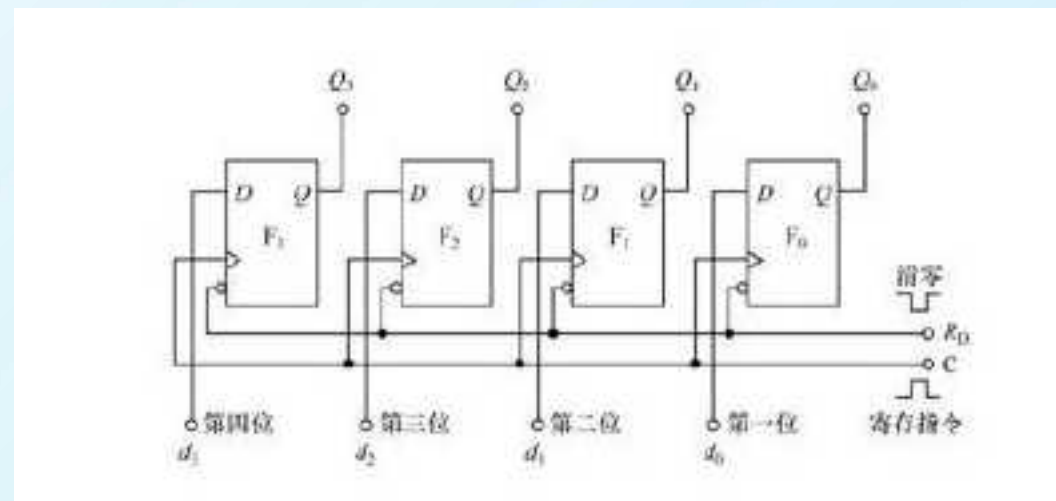 Q₃ Q₂ Q₁ Q₀
D Q D Q D Q D Q
F₃ F₂ F₁ F₀
清零
R_D
C
第四位 第三位 第二位 第一位 寄存指令
d₃ d₂ d₁ d₀